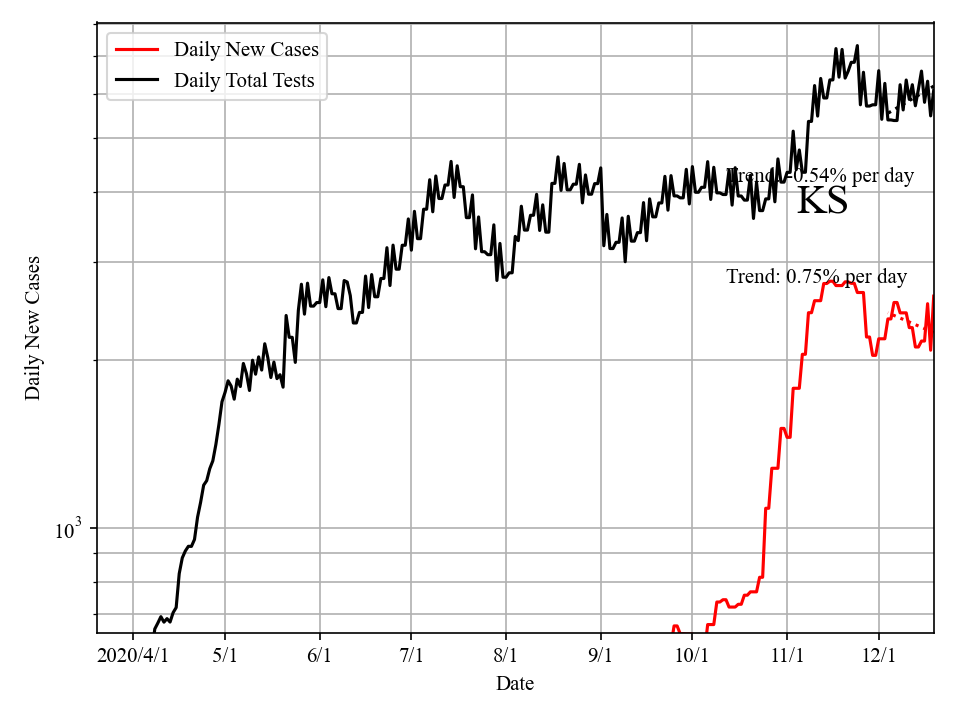 Daily New Cases
Daily Total Tests
Trend: -0.54% per day
KS
Trend: 0.75% per day
Daily New Cases
10³
2020/4/1 5/1 6/1 7/1 8/1 9/1 10/1 11/1 12/1
Date